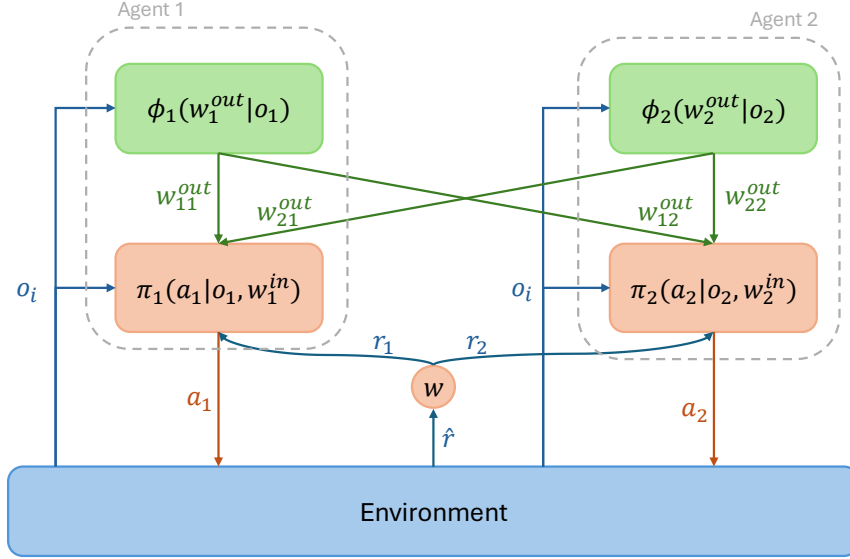 Agent 1
Agent 2
ϕ₁(w₁ᵒᵘᵗ|o₁)
ϕ₂(w₂ᵒᵘᵗ|o₂)
w₁₁ᵒᵘᵗ
w₂₁ᵒᵘᵗ
w₁₂ᵒᵘᵗ
w₂₂ᵒᵘᵗ
oᵢ
π₁(a₁|o₁, w₁ⁱⁿ)
oᵢ
π₂(a₂|o₂, w₂ⁱⁿ)
r₁
r₂
w
a₁
a₂
r̂
Environment